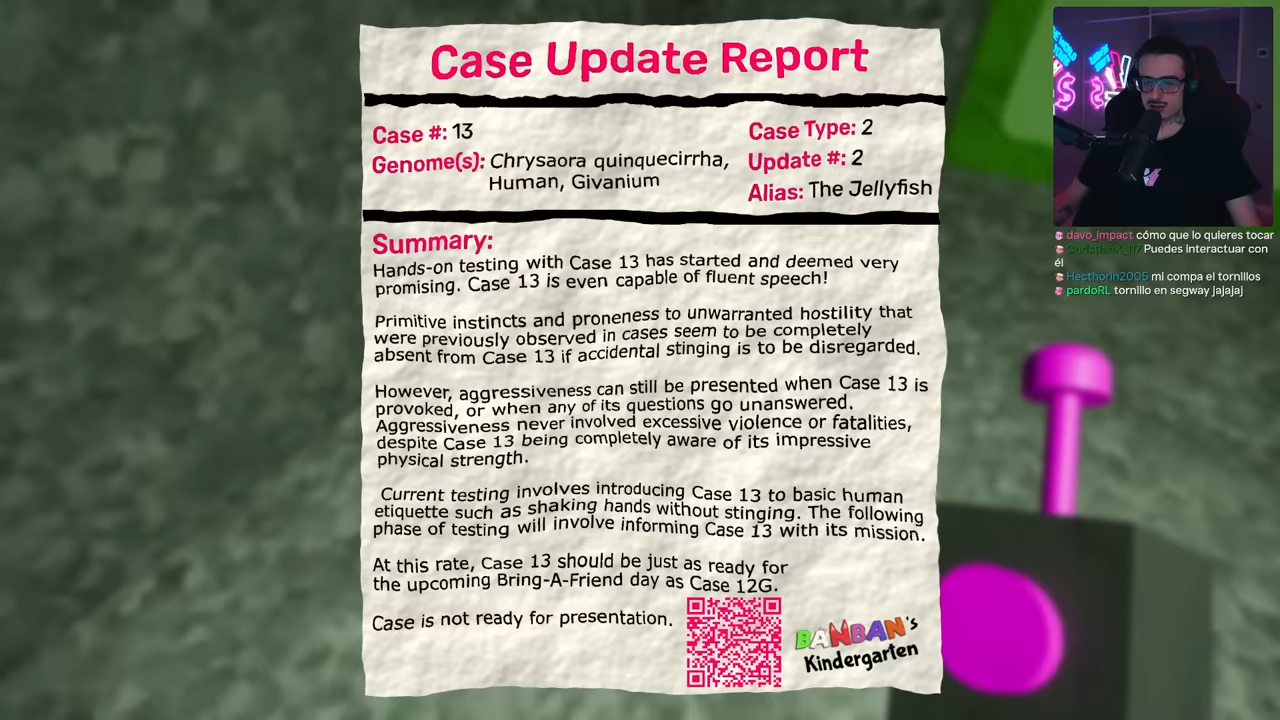 Case Update Report
Case #: 13
Genome(s): Chrysaora quinquecirrha,
Human, Givanium
Case Type: 2
Update #: 2
Alias: The Jellyfish
Summary:
Hands-on testing with Case 13 has started and deemed very
promising. Case 13 is even capable of fluent speech!
Primitive instincts and proneness to unwarranted hostility that
were previously observed in cases seem to be completely
absent from Case 13 if accidental stinging is to be disregarded.
However, aggressiveness can still be presented when Case 13 is
provoked, or when any of its questions go unanswered.
Aggressiveness never involved excessive violence or fatalities,
despite Case 13 being completely aware of its impressive
physical strength.
Current testing involves introducing Case 13 to basic human
etiquette such as shaking hands without stinging. The following
phase of testing will involve informing Case 13 with its mission.
At this rate, Case 13 should be just as ready for
the upcoming Bring-A-Friend day as Case 12G.
Case is not ready for presentation.
BANBAN's
Kindergarten
davo_impact cómo que lo quieres tocar
Puedes interactuar con
él
Hecthorin2005 mi compa el tornillos
pardoRL tornillo en segway jajajaj